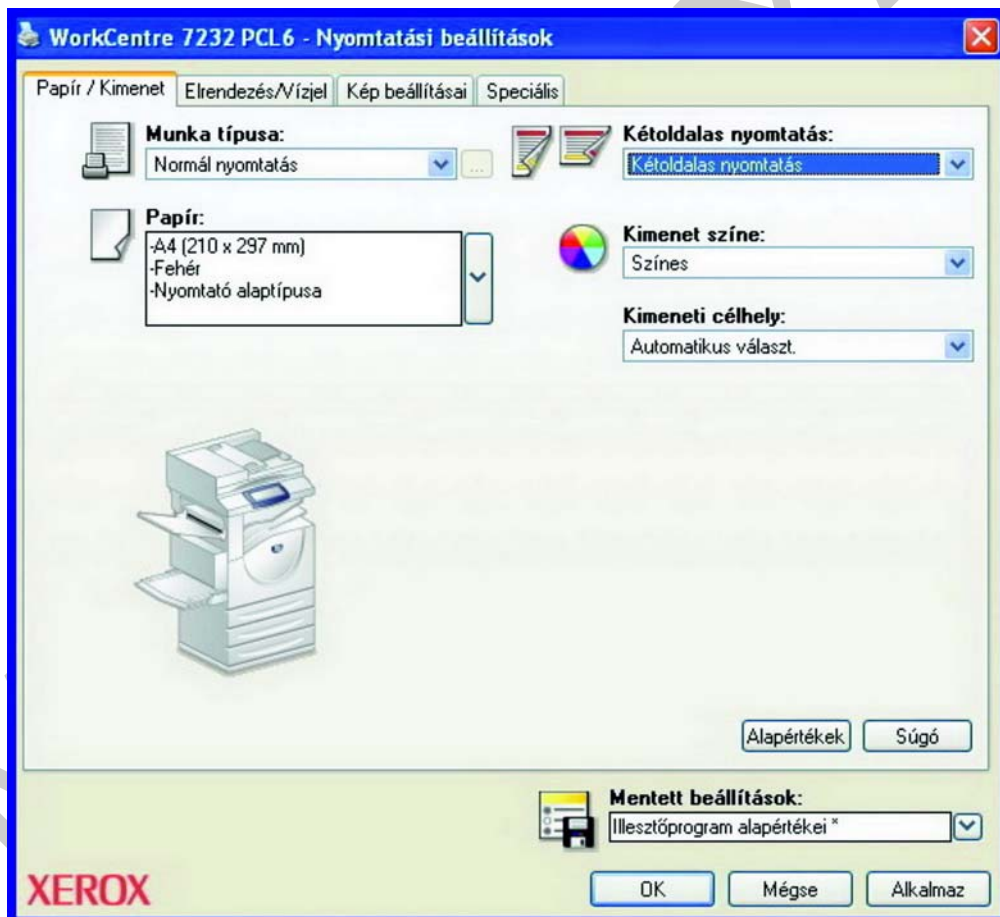 WorkCentre 7232 PCL6 - Nyomtatási beállítások
Papír / Kimenet
Elrendezés/Vízjel
Kép beállításai
Speciális
Munka típusa:
Normál nyomtatás
...
Papír:
-A4 (210 x 297 mm)
-Fehér
-Nyomtató alaptípusa
Kétoldalas nyomtatás:
Kétoldalas nyomtatás
Kimenet színe:
Színes
Kimeneti célhely:
Automatikus választ.
Alapértékek
Súgó
Mentett beállítások:
Illesztőprogram alapértékei *
XEROX
OK
Mégse
Alkalmaz